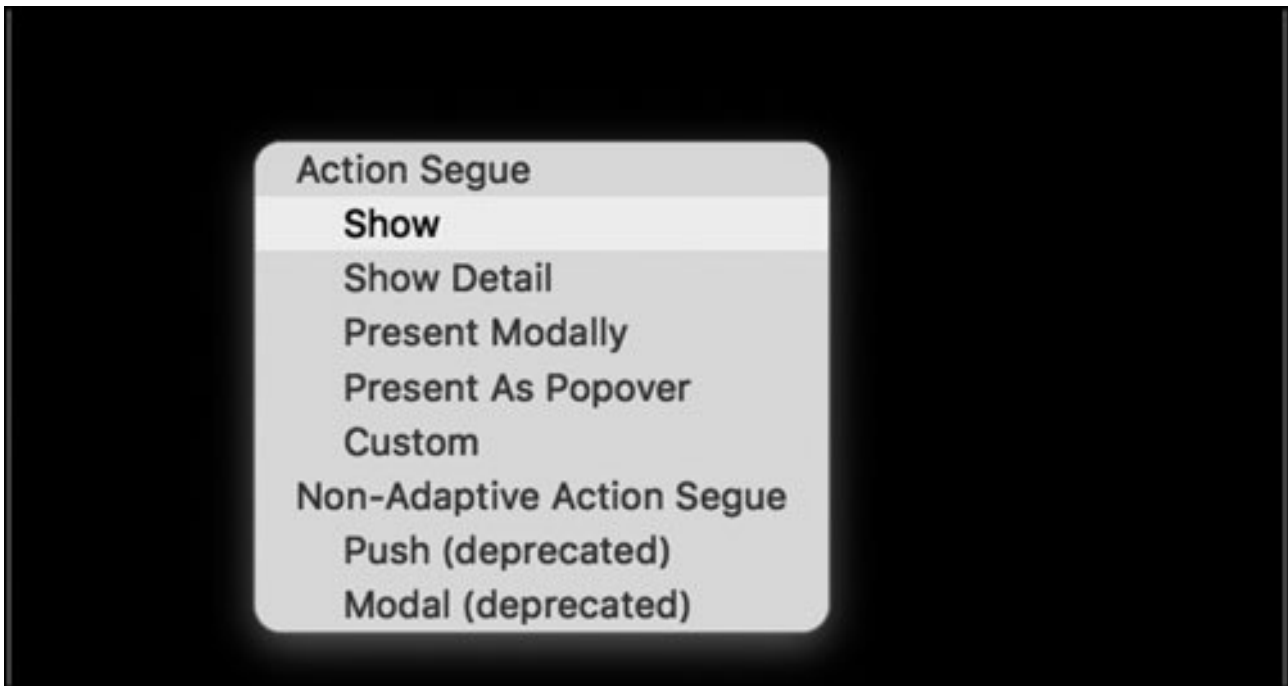 Action Segue
Show
Show Detail
Present Modally
Present As Popover
Custom
Non-Adaptive Action Segue
Push (deprecated)
Modal (deprecated)